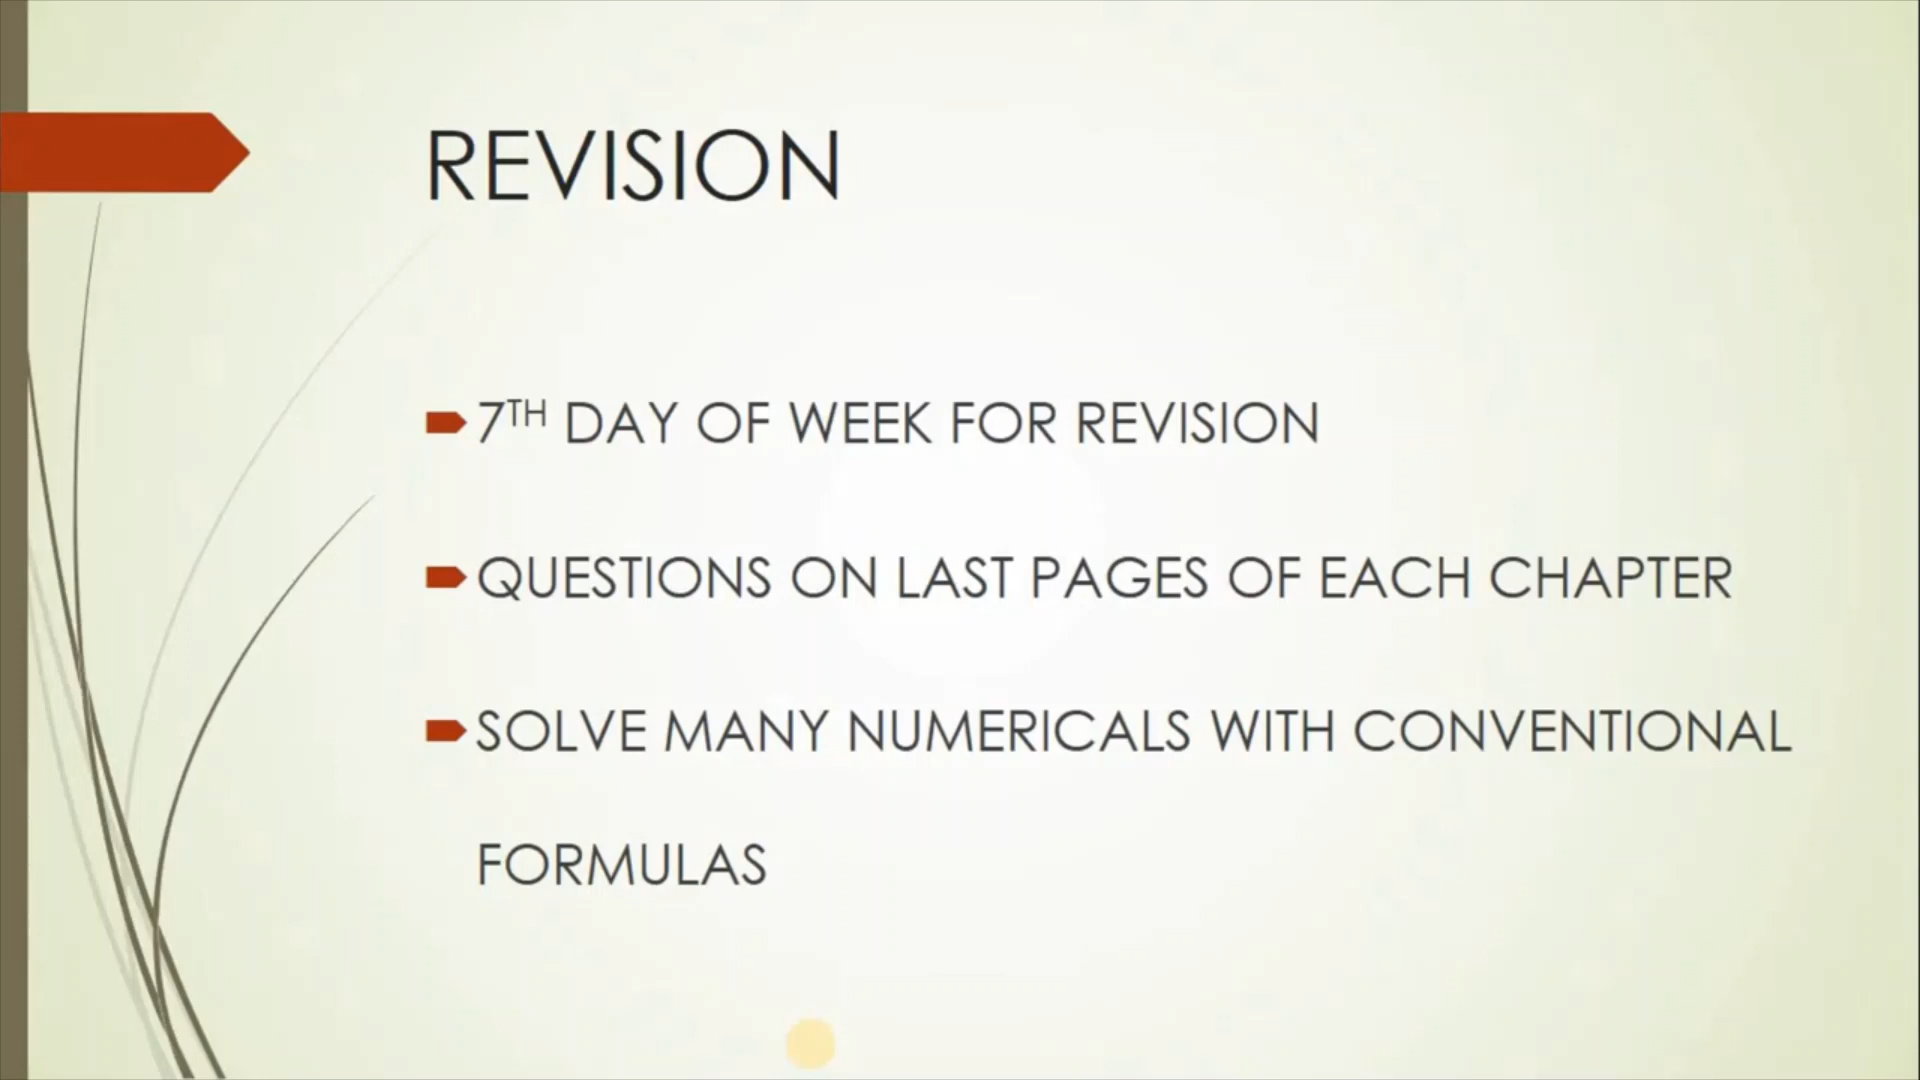 REVISION
7TH DAY OF WEEK FOR REVISION
QUESTIONS ON LAST PAGES OF EACH CHAPTER
SOLVE MANY NUMERICALS WITH CONVENTIONAL
FORMULAS